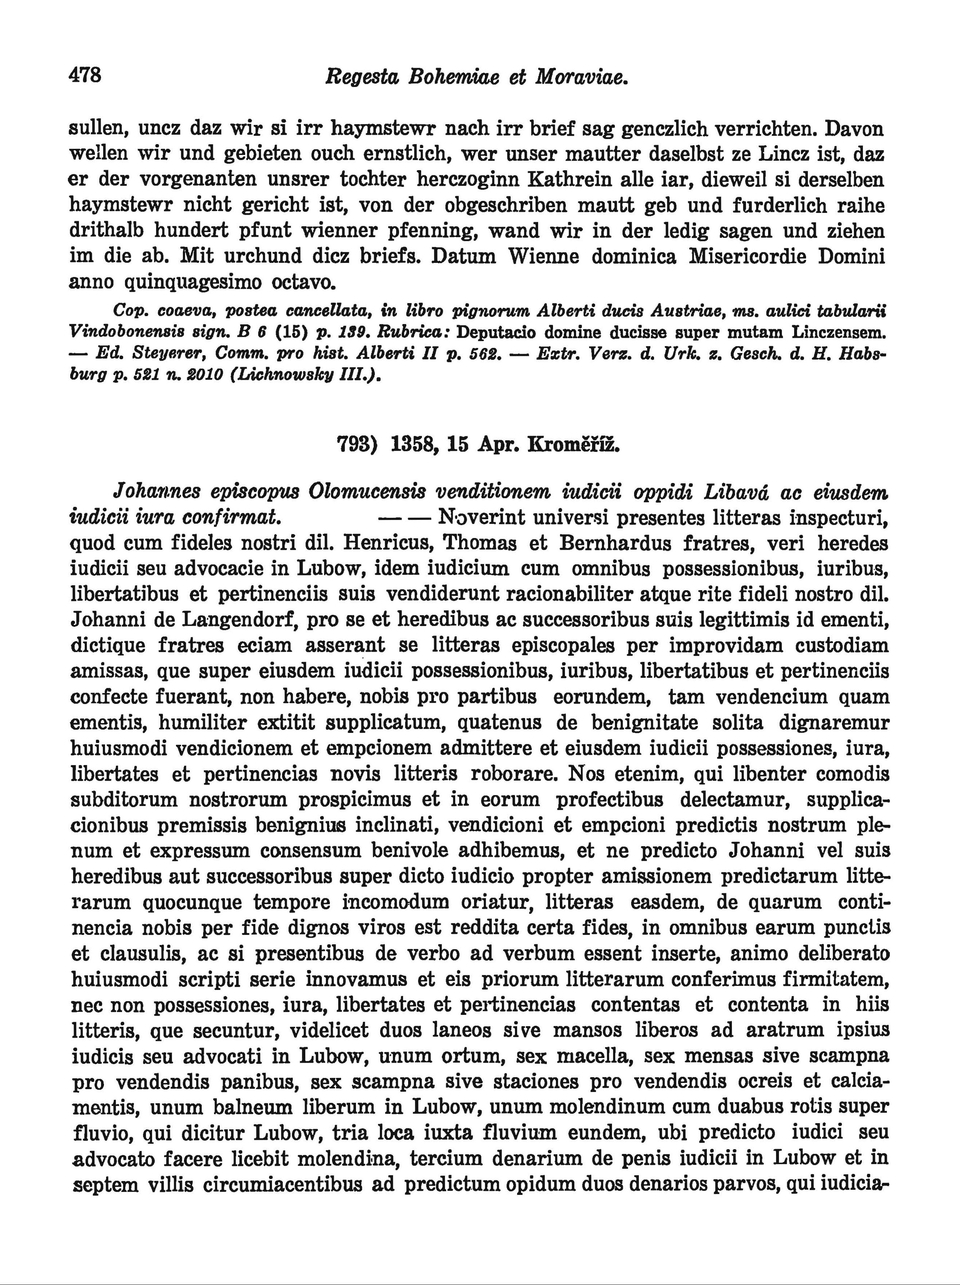 478 Regesta Bohemiae et Moraviae.
sullen, uncz daz wir si irr haymstewr nach irr brief sag genczlich verrichten. Davon
wellen wir und gebieten ouch ernstlich, wer unser mautter daselbst ze Lincz ist, daz
er der vorgenanten unsrer tochter herczoginn Kathrein alle iar, dieweil si derselben
haymstewr nicht gericht ist, von der obgeschriben mautt geb und furderlich raihe
drithalb hundert pfunt wienner pfenning, wand wir in der ledig sagen und ziehen
im die ab. Mit urchund dicz briefs. Datum Wienne dominica Misericordie Domini
anno quinquagesimo octavo.
Cop. coaeva, postea cancellata, in libro pignorum Alberti ducis Austriae, ms. aulici tabularii
Vindobonensis sign. B 6 (15) p. 139. Rubrica: Deputacio domine ducisse super mutam Linczensem.
— Ed. Steyerer, Comm. pro hist. Alberti II p. 562. — Extr. Verz. d. Urk. z. Gesch. d. H. Habs-
burg p. 521 n. 2010 (Lichnowsky III.).
793) 1358, 15 Apr. Kroměříž.
Johannes episcopus Olomucensis venditionem iudicii oppidi Libavá ac eiusdem
iudicii iura confirmat. — — Noverint universi presentes litteras inspecturi,
quod cum fideles nostri dil. Henricus, Thomas et Bernhardus fratres, veri heredes
iudicii seu advocacie in Lubow, idem iudicium cum omnibus possessionibus, iuribus,
libertatibus et pertinenciis suis vendiderunt racionabiliter atque rite fideli nostro dil.
Johanni de Langendorf, pro se et heredibus ac successoribus suis legittimis id ementi,
dictique fratres eciam asserant se litteras episcopales per improvidam custodiam
amissas, que super eiusdem iudicii possessionibus, iuribus, libertatibus et pertinenciis
confecte fuerant, non habere, nobis pro partibus eorundem, tam vendencium quam
ementis, humiliter extitit supplicatum, quatenus de benignitate solita dignaremur
huiusmodi vendicionem et empcionem admittere et eiusdem iudicii possessiones, iura,
libertates et pertinencias novis litteris roborare. Nos etenim, qui libenter comodis
subditorum nostrorum prospicimus et in eorum profectibus delectamur, supplica-
cionibus premissis benignius inclinati, vendicioni et empcioni predictis nostrum ple-
num et expressum consensum benivole adhibemus, et ne predicto Johanni vel suis
heredibus aut successoribus super dicto iudicio propter amissionem predictarum litte-
rarum quocunque tempore incomodum oriatur, litteras easdem, de quarum conti-
nencia nobis per fide dignos viros est reddita certa fides, in omnibus earum punctis
et clausulis, ac si presentibus de verbo ad verbum essent inserte, animo deliberato
huiusmodi scripti serie innovamus et eis priorum litterarum conferimus firmitatem,
nec non possessiones, iura, libertates et pertinencias contentas et contenta in hiis
litteris, que secuntur, videlicet duos laneos sive mansos liberos ad aratrum ipsius
iudicis seu advocati in Lubow, unum ortum, sex macella, sex mensas sive scampna
pro vendendis panibus, sex scampna sive staciones pro vendendis ocreis et calcia-
mentis, unum balneum liberum in Lubow, unum molendinum cum duabus rotis super
fluvio, qui dicitur Lubow, tria loca iuxta fluvium eundem, ubi predicto iudici seu
advocato facere licebit molendina, tercium denarium de penis iudicii in Lubow et in
septem villis circumiacentibus ad predictum opidum duos denarios parvos, qui iudicia-